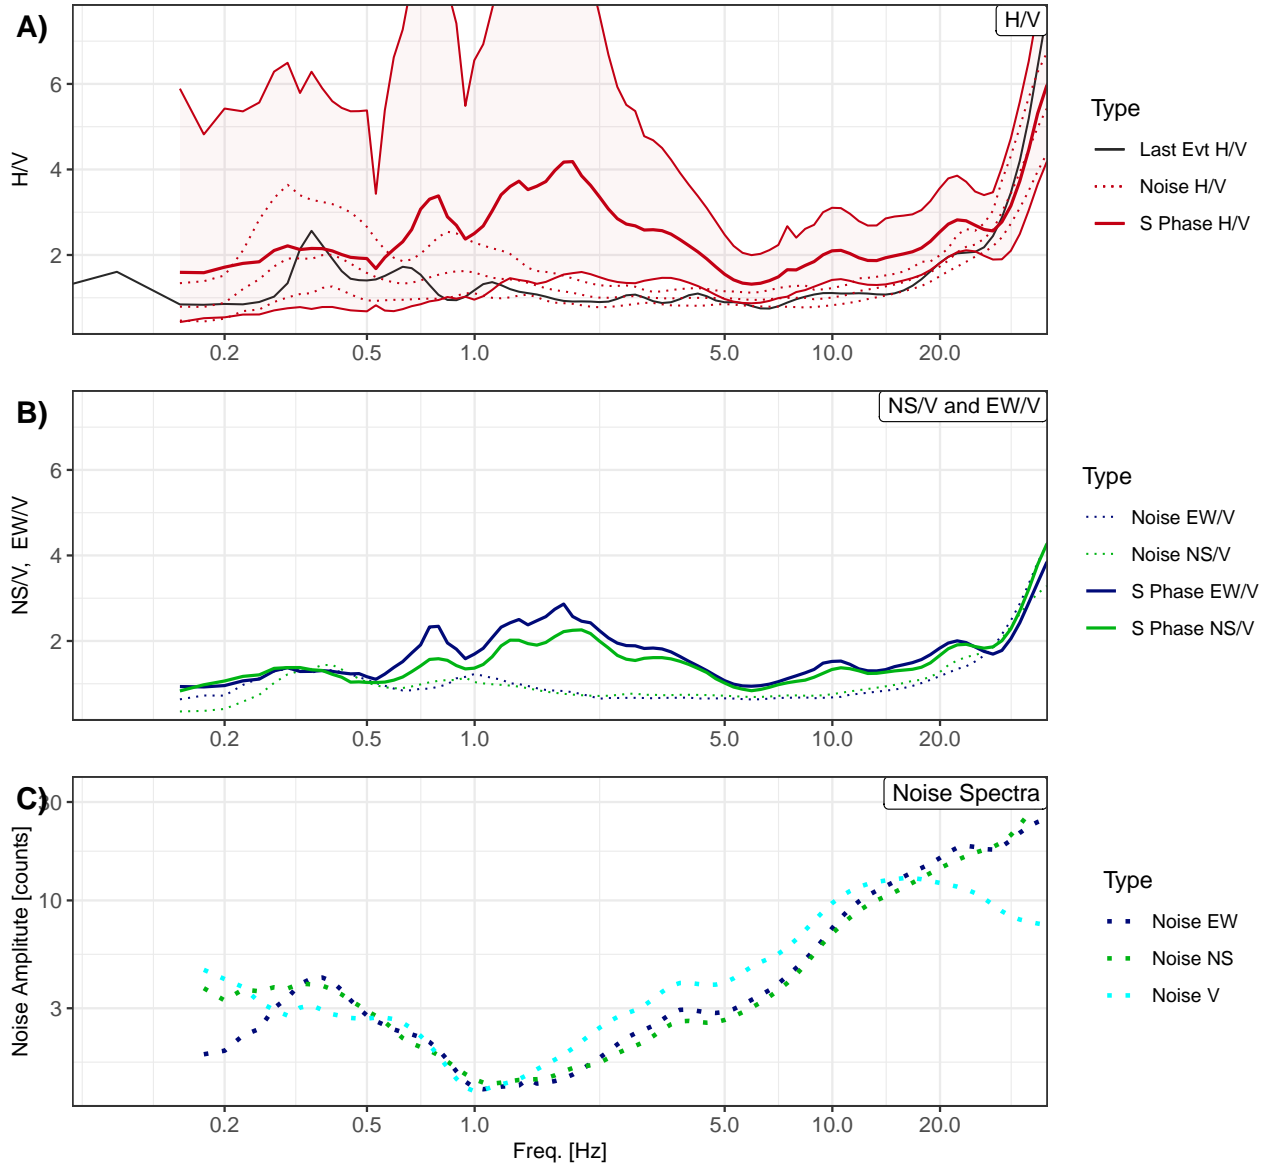 A)
H/V
H/V
6
4
2
0.2 0.5 1.0 5.0 10.0 20.0
Type
Last Evt H/V
Noise H/V
S Phase H/V
B)
NS/V and EW/V
NS/V, EW/V
6
4
2
0.2 0.5 1.0 5.0 10.0 20.0
Type
Noise EW/V
Noise NS/V
S Phase EW/V
S Phase NS/V
C)
Noise Spectra
Noise Amplitute [counts]
30
10
3
0.2 0.5 1.0 5.0 10.0 20.0
Freq. [Hz]
Type
Noise EW
Noise NS
Noise V